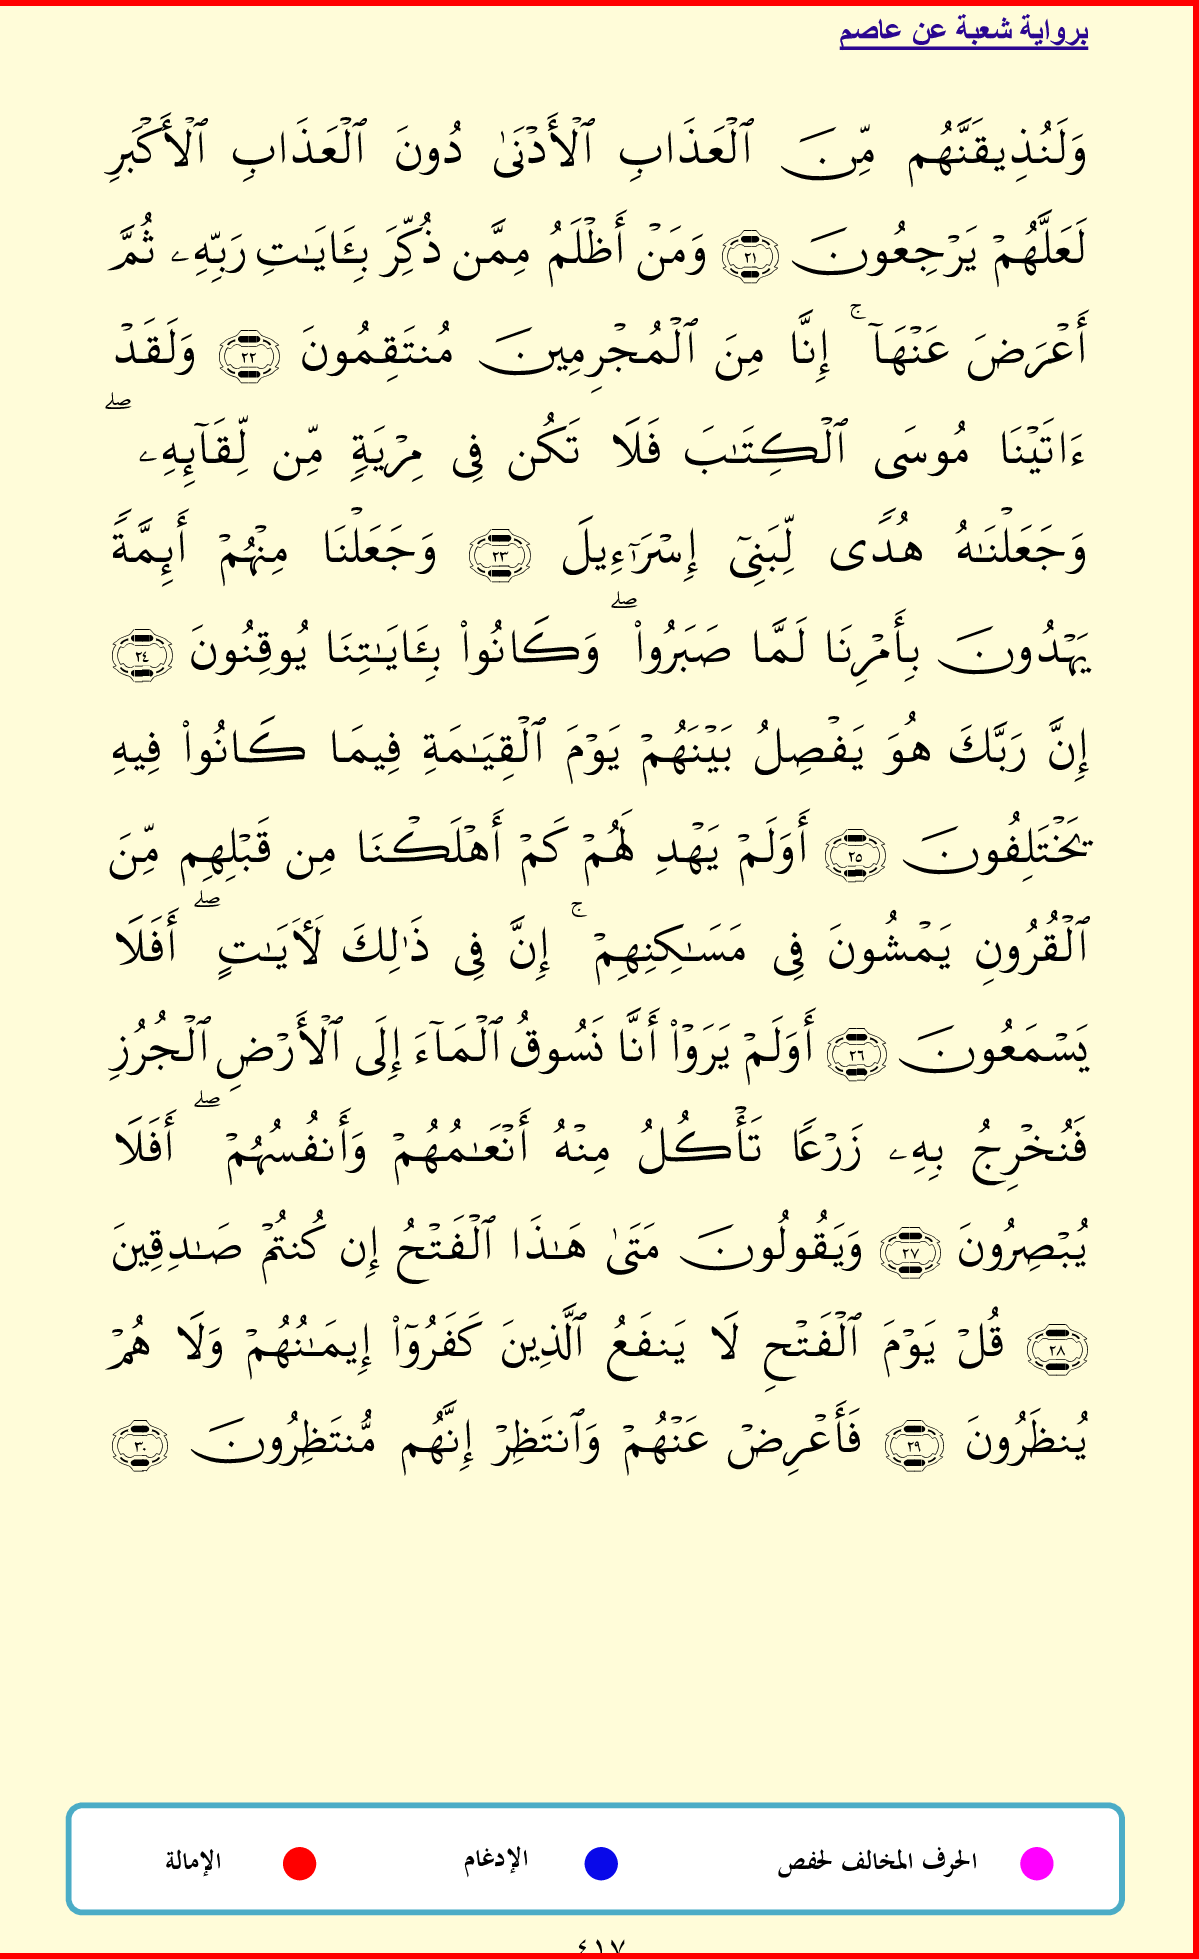 برواية شعبة عن عاصم
وَلَنُذِيقَنَّهُم مِّنَ ٱلْعَذَابِ ٱلْأَدْنَىٰ دُونَ ٱلْعَذَابِ ٱلْأَكْبَرِ
لَعَلَّهُمْ يَرْجِعُونَ ٢١ وَمَنْ أَظْلَمُ مِمَّن ذُكِّرَ بِـَٔايَـٰتِ رَبِّهِۦ ثُمَّ
أَعْرَضَ عَنْهَآ ۚ إِنَّا مِنَ ٱلْمُجْرِمِينَ مُنتَقِمُونَ ٢٢ وَلَقَدْ
ءَاتَيْنَا مُوسَى ٱلْكِتَـٰبَ فَلَا تَكُن فِى مِرْيَةٍ مِّن لِّقَآئِهِۦ ۖ
وَجَعَلْنَـٰهُ هُدًى لِّبَنِىٓ إِسْرَٰٓءِيلَ ٢٣ وَجَعَلْنَا مِنْهُمْ أَئِمَّةً
يَهْدُونَ بِأَمْرِنَا لَمَّا صَبَرُوا۟ ۖ وَكَانُوا۟ بِـَٔايَـٰتِنَا يُوقِنُونَ ٢٤
إِنَّ رَبَّكَ هُوَ يَفْصِلُ بَيْنَهُمْ يَوْمَ ٱلْقِيَـٰمَةِ فِيمَا كَانُوا۟ فِيهِ
يَخْتَلِفُونَ ٢٥ أَوَلَمْ يَهْدِ لَهُمْ كَمْ أَهْلَكْنَا مِن قَبْلِهِم مِّنَ
ٱلْقُرُونِ يَمْشُونَ فِى مَسَـٰكِنِهِمْ ۚ إِنَّ فِى ذَٰلِكَ لَـَٔايَـٰتٍ ۖ أَفَلَا
يَسْمَعُونَ ٢٦ أَوَلَمْ يَرَوْا۟ أَنَّا نَسُوقُ ٱلْمَآءَ إِلَى ٱلْأَرْضِ ٱلْجُرُزِ
فَنُخْرِجُ بِهِۦ زَرْعًا تَأْكُلُ مِنْهُ أَنْعَـٰمُهُمْ وَأَنفُسُهُمْ ۖ أَفَلَا
يُبْصِرُونَ ٢٧ وَيَقُولُونَ مَتَىٰ هَـٰذَا ٱلْفَتْحُ إِن كُنتُمْ صَـٰدِقِينَ
٢٨ قُلْ يَوْمَ ٱلْفَتْحِ لَا يَنفَعُ ٱلَّذِينَ كَفَرُوٓا۟ إِيمَـٰنُهُمْ وَلَا هُمْ
يُنظَرُونَ ٢٩ فَأَعْرِضْ عَنْهُمْ وَٱنتَظِرْ إِنَّهُم مُّنتَظِرُونَ ٣٠
الحرف المخالف لحفص الإدغام الإمالة
٤١٧